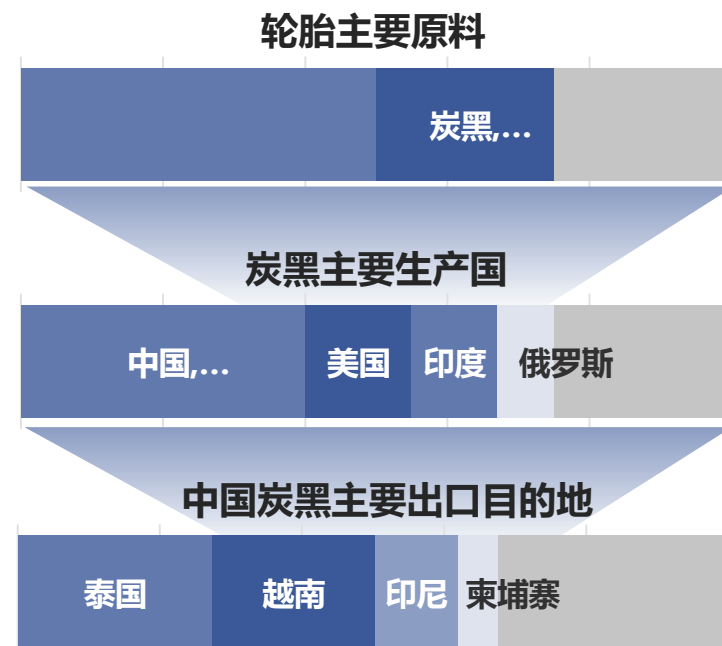 轮胎主要原料
炭黑,...
炭黑主要生产国
中国,... 美国 印度 俄罗斯
中国炭黑主要出口目的地
泰国 越南 印尼 柬埔寨